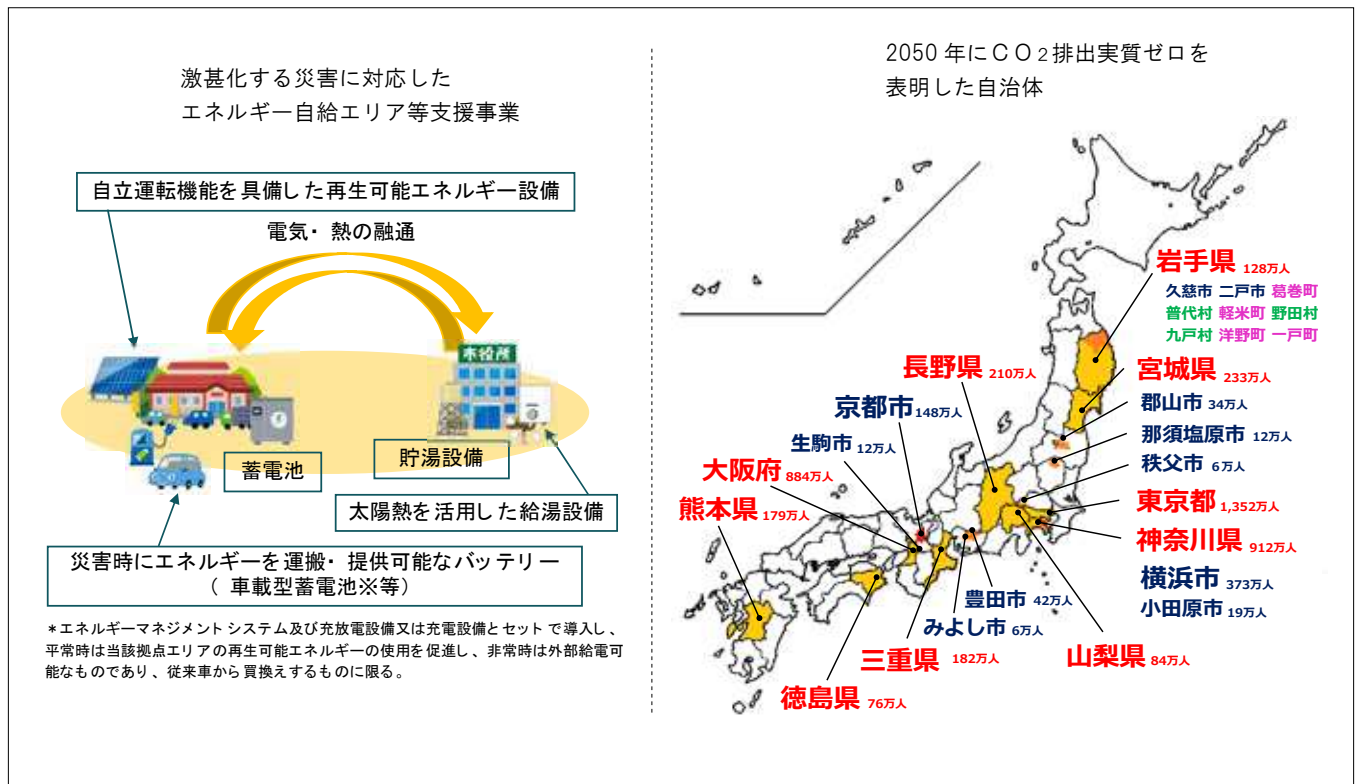 激甚化する災害に対応した
エネルギー自給エリア等支援事業
自立運転機能を具備した再生可能エネルギー設備
電気・熱の融通
市役所
蓄電池
貯湯設備
太陽熱を活用した給湯設備
災害時にエネルギーを運搬・提供可能なバッテリー
(車載型蓄電池※等)
*エネルギーマネジメントシステム及び充放電設備又は充電設備とセットで導入し、
平常時は当該拠点エリアの再生可能エネルギーの使用を促進し、非常時は外部給電可
能なものであり、従来車から買換えするものに限る。
2050年にCO2排出実質ゼロを
表明した自治体
岩手県 128万人
久慈市 二戸市 葛巻町
普代村 軽米町 野田村
九戸村 洋野町 一戸町
長野県 210万人
宮城県 233万人
京都市 148万人
郡山市 34万人
生駒市 12万人
那須塩原市 12万人
大阪府 884万人
秩父市 6万人
熊本県 179万人
東京都 1,352万人
神奈川県 912万人
横浜市 373万人
豊田市 42万人
小田原市 19万人
みよし市 6万人
三重県 182万人
山梨県 84万人
徳島県 76万人